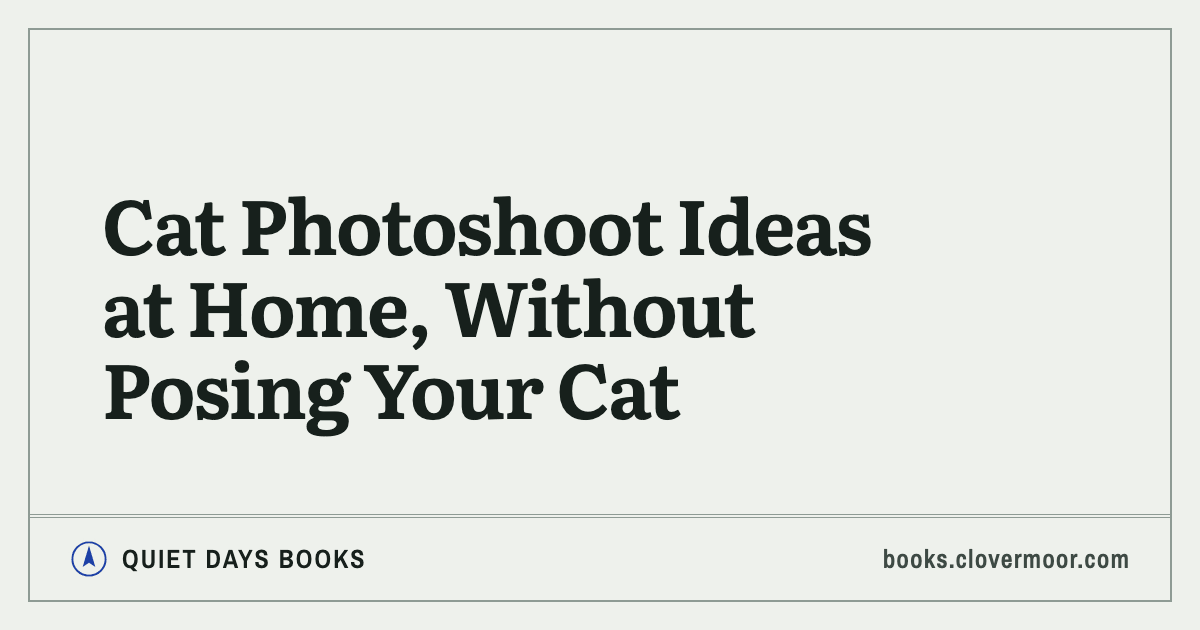 Cat Photoshoot Ideas
at Home, Without
Posing Your Cat
QUIET DAYS BOOKS
books.clovermoor.com